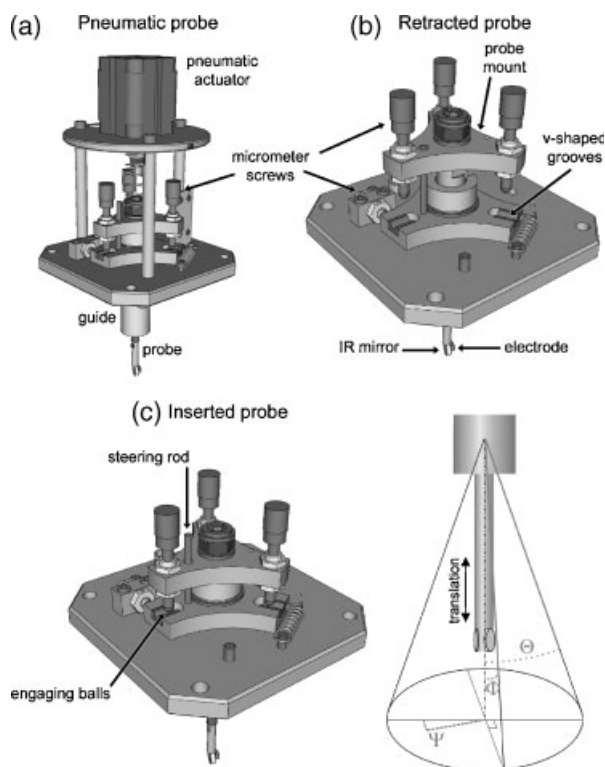 (a) Pneumatic probe
pneumatic
actuator
micrometer
screws
guide
probe
(b) Retracted probe
probe
mount
v-shaped
grooves
IR mirror
electrode
(c) Inserted probe
steering rod
engaging balls
translation
Θ
Φ
Ψ